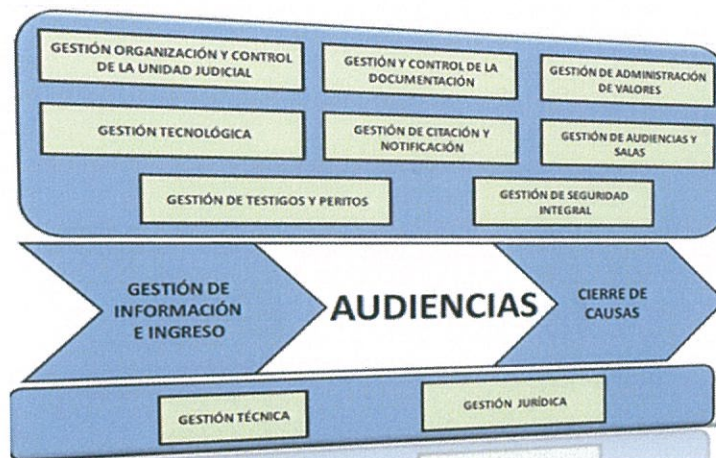 GESTIÓN ORGANIZACIÓN Y CONTROL
DE LA UNIDAD JUDICIAL
GESTIÓN Y CONTROL DE LA
DOCUMENTACIÓN
GESTIÓN DE ADMINISTRACIÓN
DE VALORES
GESTIÓN TECNOLÓGICA
GESTIÓN DE CITACIÓN Y
NOTIFICACIÓN
GESTIÓN DE AUDIENCIAS Y
SALAS
GESTIÓN DE TESTIGOS Y PERITOS
GESTIÓN DE SEGURIDAD
INTEGRAL
GESTIÓN DE
INFORMACIÓN
E INGRESO
AUDIENCIAS
CIERRE DE
CAUSAS
GESTIÓN TÉCNICA
GESTIÓN JURÍDICA